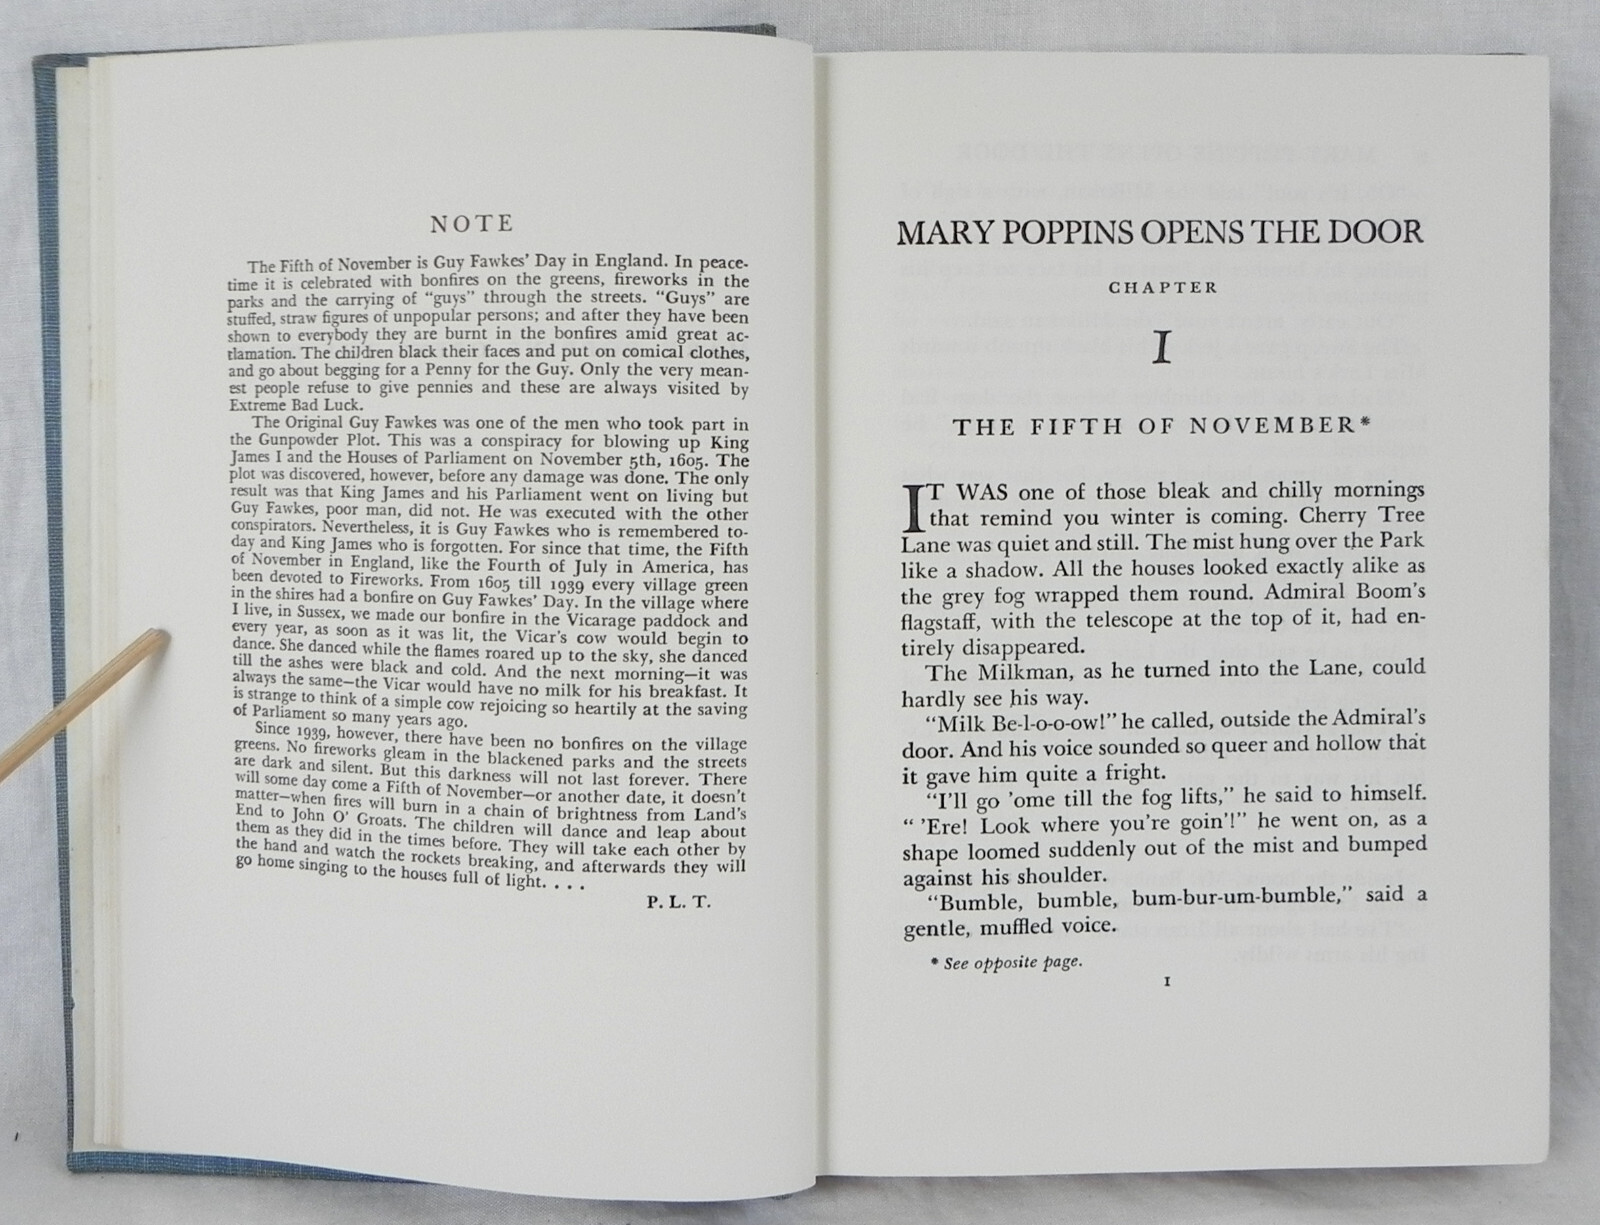 NOTE
The Fifth of November is Guy Fawkes' Day in England. In peace-
time it is celebrated with bonfires on the greens, fireworks in the
parks and the carrying of "guys" through the streets. "Guys" are
stuffed, straw figures of unpopular persons; and after they have been
shown to everybody they are burnt in the bonfires amid great ac-
clamation. The children black their faces and put on comical clothes,
and go about begging for a Penny for the Guy. Only the very mean-
est people refuse to give pennies and these are always visited by
Extreme Bad Luck.
The Original Guy Fawkes was one of the men who took part in
the Gunpowder Plot. This was a conspiracy for blowing up King
James I and the Houses of Parliament on November 5th, 1605. The
plot was discovered, however, before any damage was done. The only
result was that King James and his Parliament went on living but
Guy Fawkes, poor man, did not. He was executed with the other
conspirators. Nevertheless, it is Guy Fawkes who is remembered to-
day and King James who is forgotten. For since that time, the Fifth
of November in England, like the Fourth of July in America, has
been devoted to Fireworks. From 1605 till 1939 every village green
in the shires had a bonfire on Guy Fawkes' Day. In the village where
I live, in Sussex, we made our bonfire in the Vicarage paddock and
every year, as soon as it was lit, the Vicar's cow would begin to
dance. She danced while the flames roared up to the sky, she danced
till the ashes were black and cold. And the next morning—it was
always the same—the Vicar would have no milk for his breakfast. It
is strange to think of a simple cow rejoicing so heartily at the saving
of Parliament so many years ago.
Since 1939, however, there have been no bonfires on the village
greens. No fireworks gleam in the blackened parks and the streets
are dark and silent. But this darkness will not last forever. There
will some day come a Fifth of November—or another date, it doesn't
matter—when fires will burn in a chain of brightness from Land's
End to John O' Groats. The children will dance and leap about
them as they did in the times before. They will take each other by
the hand and watch the rockets breaking, and afterwards they will
go home singing to the houses full of light. . . .
P. L. T.
MARY POPPINS OPENS THE DOOR
CHAPTER
I
THE FIFTH OF NOVEMBER*
IT WAS one of those bleak and chilly mornings
that remind you winter is coming. Cherry Tree
Lane was quiet and still. The mist hung over the Park
like a shadow. All the houses looked exactly alike as
the grey fog wrapped them round. Admiral Boom's
flagstaff, with the telescope at the top of it, had en-
tirely disappeared.
The Milkman, as he turned into the Lane, could
hardly see his way.
"Milk Be-l-o-o-ow!" he called, outside the Admiral's
door. And his voice sounded so queer and hollow that
it gave him quite a fright.
"I'll go 'ome till the fog lifts," he said to himself.
" 'Ere! Look where you're goin'!" he went on, as a
shape loomed suddenly out of the mist and bumped
against his shoulder.
"Bumble, bumble, bum-bur-um-bumble," said a
gentle, muffled voice.
* See opposite page.
1